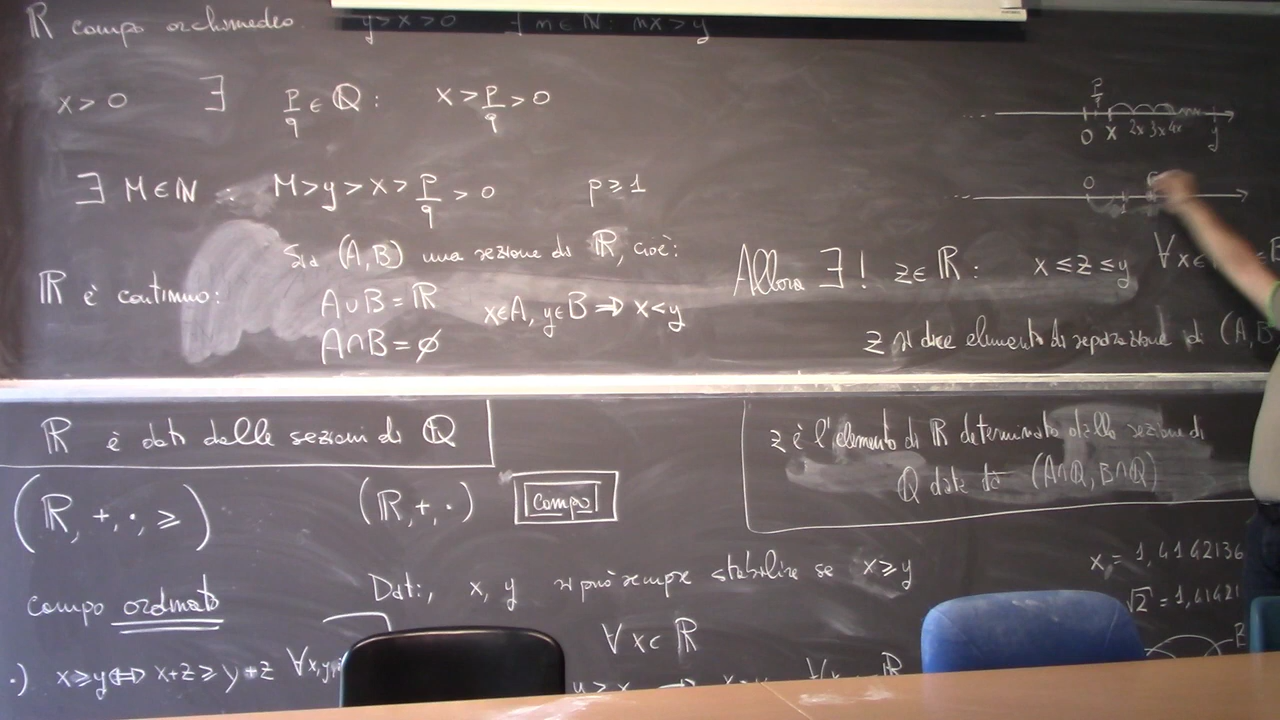 ℝ campo archimedeo y>x>0 ∃ m∈ℕ: mx>y
x>0 ∃ p/q ∈ ℚ: x > p/q > 0
p/q
0 x 2x 3x 4x y
∃ M∈ℕ : M>y>x> p/q >0 p≥1
0
ℝ è continuo: Sia (A,B) una sezione di ℝ, cioè:
A∪B = ℝ x∈A, y∈B ⇒ x<y
A∩B = ∅
Allora ∃! z∈ℝ: x≤z≤y ∀x∈
z si dice elemento di separazione di (A,B
ℝ è dato dalle sezioni di ℚ
z è l'elemento di ℝ determinato dalla sezione di
ℚ data da (A∩ℚ, B∩ℚ)
(ℝ, +, ·, ≥) (ℝ, +, ·) campo
campo ordinato
Dati, x, y si può sempre stabilire se x≥y
x₁ = 1,4142136
√2 = 1,41421
∀x∈ℝ
·) x≥y ⇔ x+z ≥ y+z ∀x,y,z